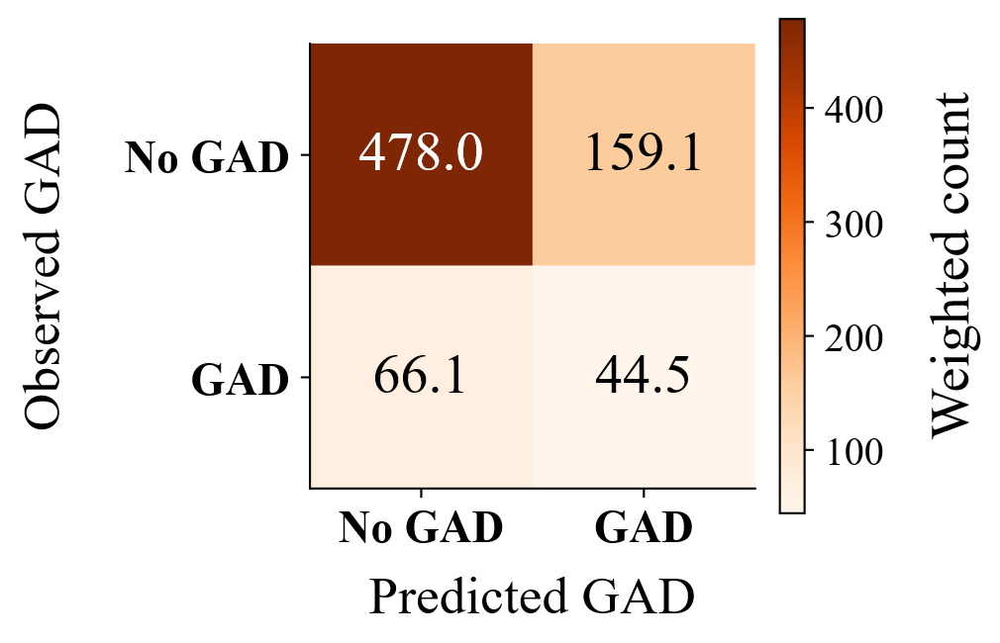 Observed GAD
No GAD
GAD
478.0
159.1
66.1
44.5
No GAD
GAD
Predicted GAD
400
300
200
100
Weighted count